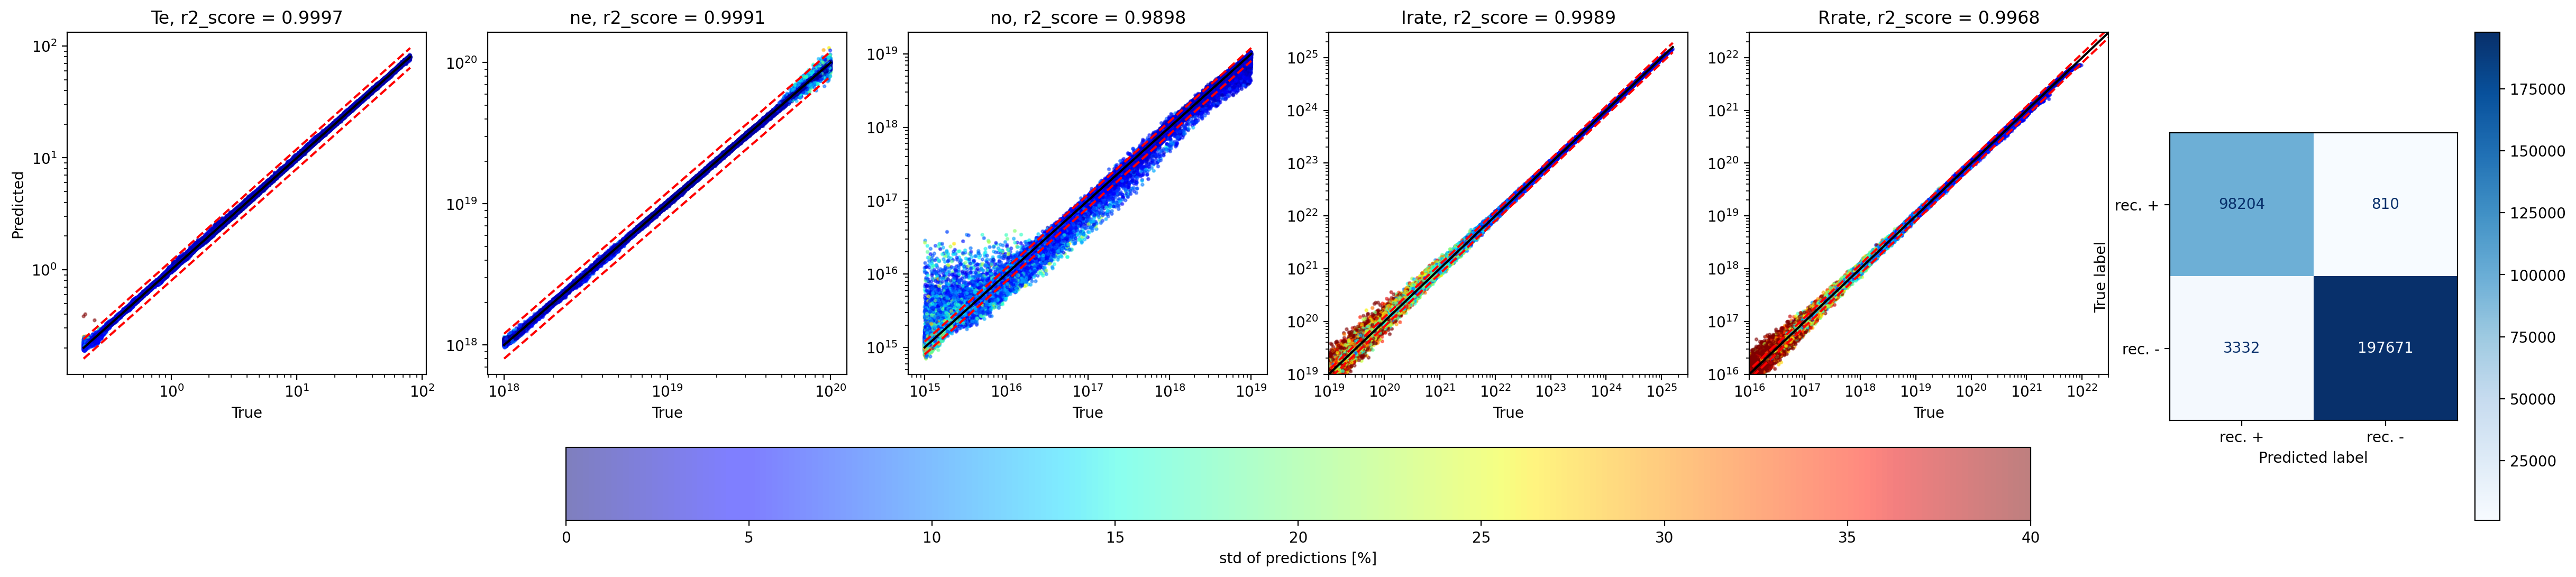 Te, r2_score = 0.9997
Predicted
10² 10¹ 10⁰
10⁰ 10¹ 10²
True
ne, r2_score = 0.9991
10²⁰ 10¹⁹ 10¹⁸
10¹⁸ 10¹⁹ 10²⁰
True
no, r2_score = 0.9898
10¹⁹ 10¹⁸ 10¹⁷ 10¹⁶ 10¹⁵
10¹⁵ 10¹⁶ 10¹⁷ 10¹⁸ 10¹⁹
True
Irate, r2_score = 0.9989
10²⁵ 10²⁴ 10²³ 10²² 10²¹ 10²⁰ 10¹⁹
10¹⁹ 10²⁰ 10²¹ 10²² 10²³ 10²⁴ 10²⁵
True
Rrate, r2_score = 0.9968
10²² 10²¹ 10²⁰ 10¹⁹ 10¹⁸ 10¹⁷ 10¹⁶
10¹⁶ 10¹⁷ 10¹⁸ 10¹⁹ 10²⁰ 10²¹ 10²²
True
True label
rec. + 98204 810
rec. - 3332 197671
rec. + rec. -
Predicted label
175000
150000
125000
100000
75000
50000
25000
0 5 10 15 20 25 30 35 40
std of predictions [%]